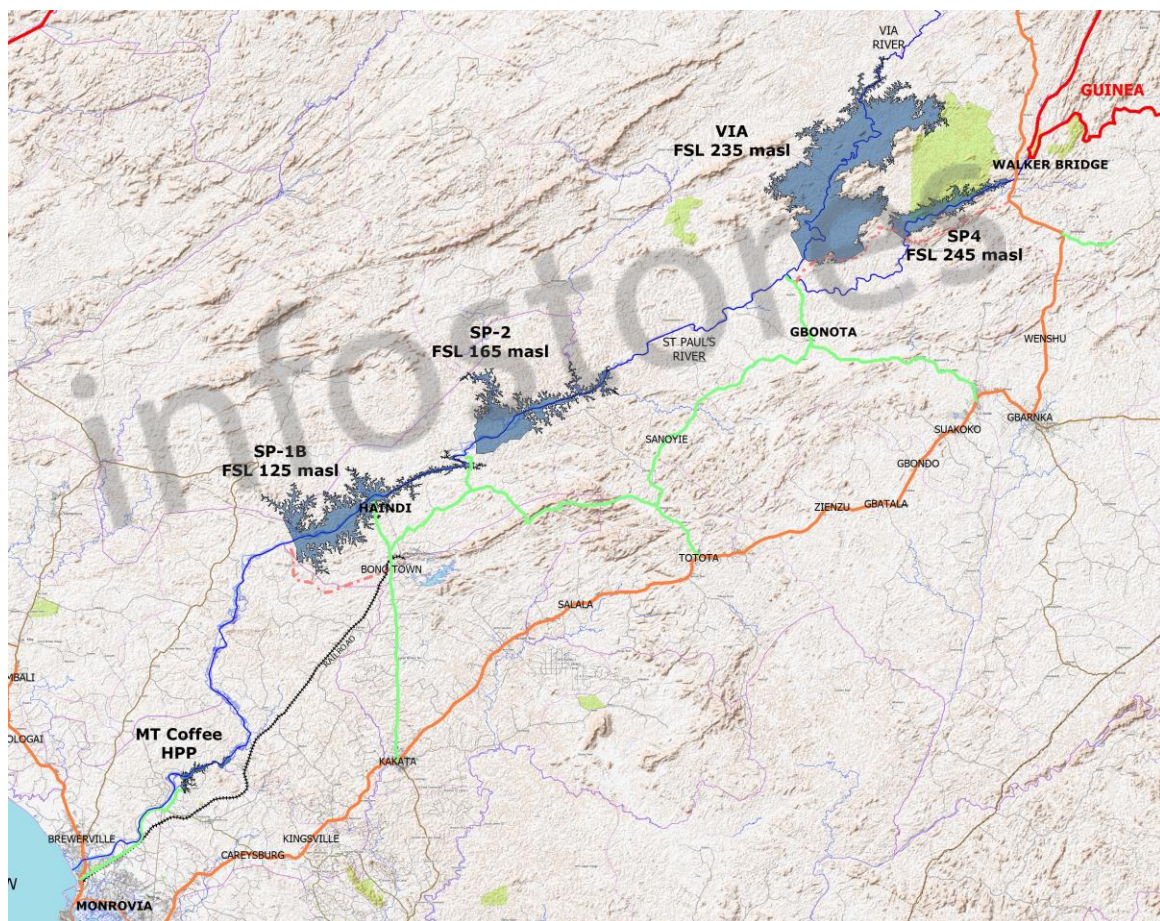 VIA
RIVER
GUINEA
VIA
FSL 235 masl
WALKER BRIDGE
SP4
FSL 245 masl
infostores
SP-2
FSL 165 masl
ST PAUL'S
RIVER
GBONOTA
WENSHU
SP-1B
FSL 125 masl
SANOYIE
SUAKOKO
GBARNKA
GBONDO
HAINDI
ZIENZU
GBATALA
BONG TOWN
TOTOTA
SALALA
RAILROAD
MBALI
OLOGAI
MT Coffee
HPP
KAKATA
BREWERVILLE
KINGSVILLE
CAREYSBURG
MONROVIA